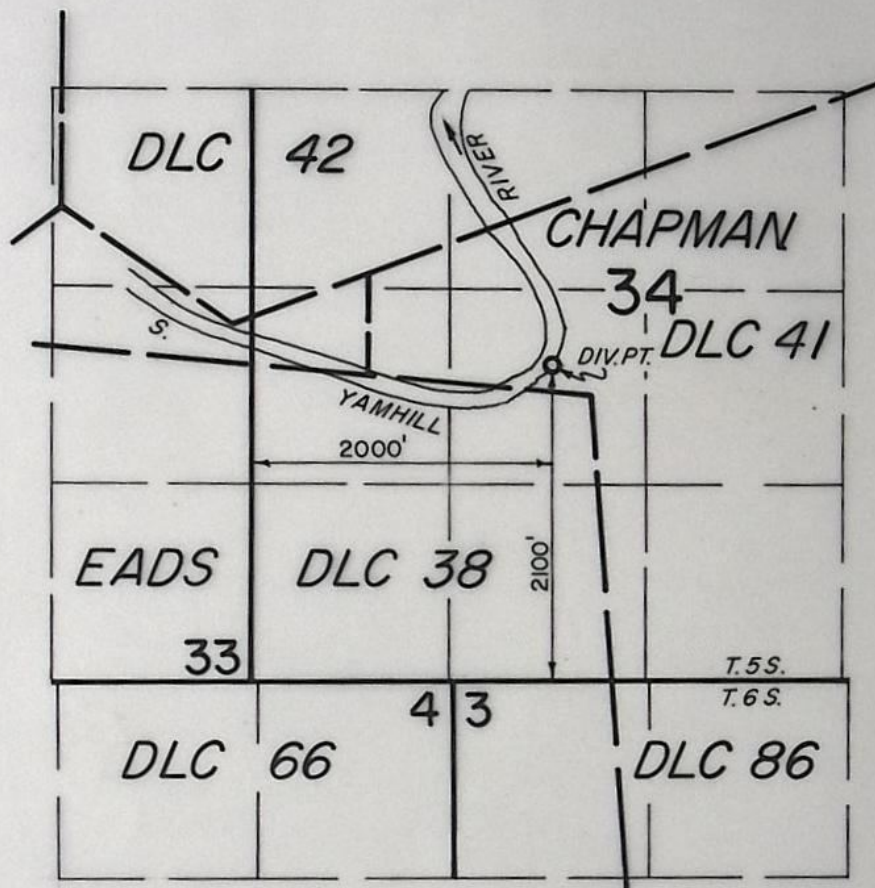 DLC 42
RIVER
CHAPMAN
34
S.
DIV. PT.
DLC 41
YAMHILL
2000'
EADS
DLC 38
2100'
33
T. 5 S.
T. 6 S.
4 3
DLC 66
DLC 86